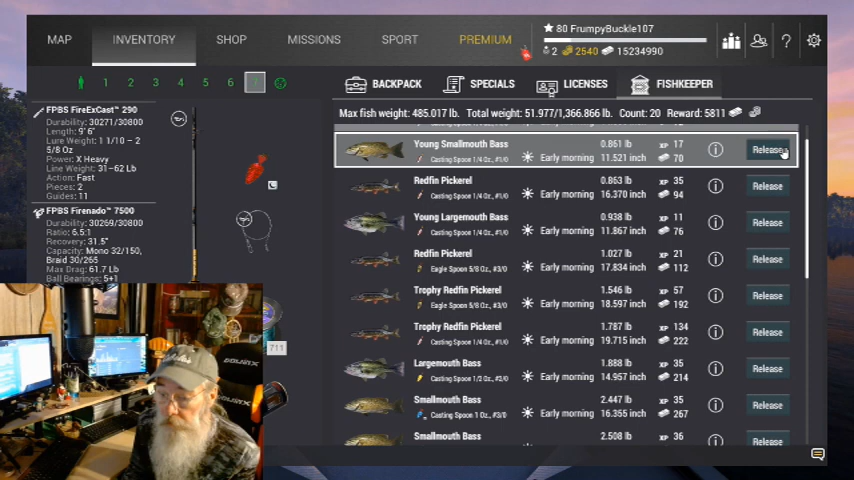 80 FrumpyBuckle107
MAP INVENTORY SHOP MISSIONS SPORT PREMIUM
2 2540 15234990
?
1 2 3 4 5 6 7
BACKPACK SPECIALS LICENSES FISHKEEPER
Max fish weight: 485.017 lb. Total weight: 51.977/1,366.866 lb. Count: 20 Reward: 5811
FPBS FireExCast™ 290
Durability: 30271/30800
Length: 9'6"
Lure Weight: 1 1/10 – 2
5/8 Oz
Power: X Heavy
Line Weight: 31–62 Lb
Action: Fast
Pieces: 2
Guides: 11
FPBS Firenado™ 7500
Durability: 30269/30800
Ratio: 6.5:1
Recovery: 31.5"
Capacity: Mono 32/150,
Braid 30/265
Max Drag: 61.7 Lb
Ball Bearings: 5+1
711
Young Smallmouth Bass 0.861 lb XP 17
Casting Spoon 1/4 Oz., #1/0 Early morning 11.521 inch 70 Release
Redfin Pickerel 0.863 lb XP 35
Casting Spoon 1/4 Oz., #1/0 Early morning 16.370 inch 94 Release
Young Largemouth Bass 0.938 lb XP 11
Casting Spoon 1/4 Oz., #1/0 Early morning 11.867 inch 76 Release
Redfin Pickerel 1.027 lb XP 21
Eagle Spoon 5/8 Oz., #3/0 Early morning 17.834 inch 112 Release
Trophy Redfin Pickerel 1.546 lb XP 57
Eagle Spoon 5/8 Oz., #3/0 Early morning 18.597 inch 192 Release
Trophy Redfin Pickerel 1.787 lb XP 134
Casting Spoon 1/4 Oz., #1/0 Early morning 19.715 inch 222 Release
Largemouth Bass 1.888 lb XP 35
Casting Spoon 1/2 Oz., #2/0 Early morning 14.957 inch 214 Release
Smallmouth Bass 2.447 lb XP 35
Casting Spoon 1 Oz., #3/0 Early morning 16.355 inch 267 Release
Smallmouth Bass 2.508 lb XP 36
Release